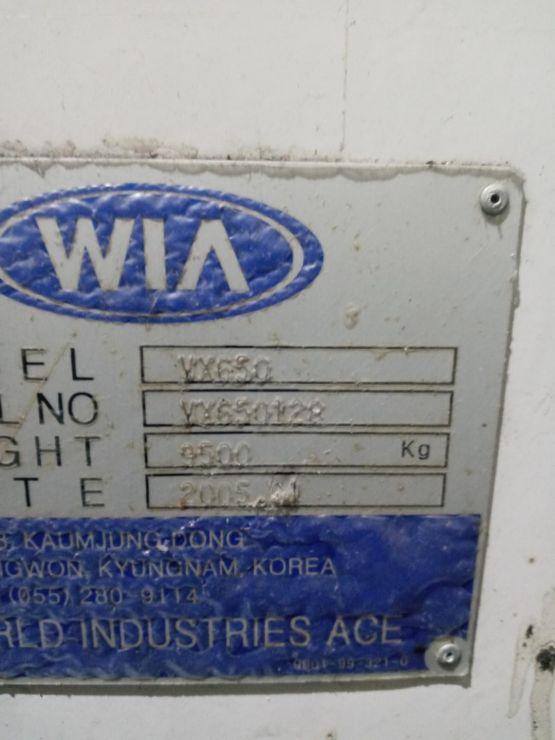 WIA
EL VX650
L NO
GHT 9500 Kg
TE 2005
KAUMJUNG-DONG
GWON, KYUNGNAM, KOREA
(055) 280-9114
RLD INDUSTRIES ACE